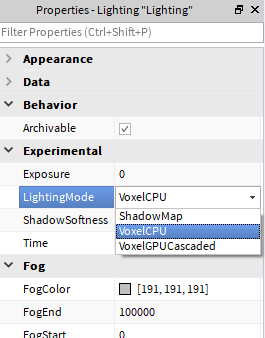 Properties - Lighting "Lighting"
Filter Properties (Ctrl+Shift+P)
Appearance
Data
Behavior
Archivable
Experimental
Exposure 0
LightingMode VoxelCPU
ShadowMap
ShadowSoftness VoxelCPU
Time VoxelGPUCascaded
Fog
FogColor [191, 191, 191]
FogEnd 100000
FogStart 0